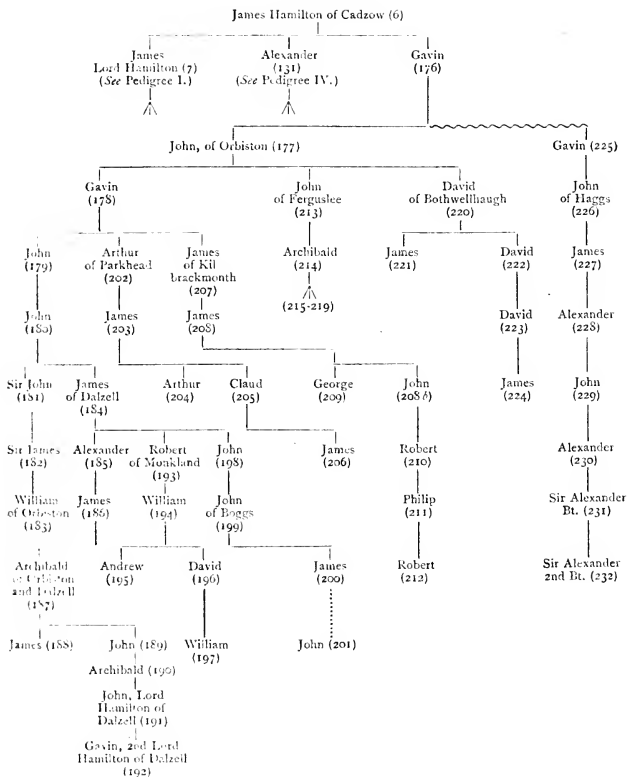 James Hamilton of Cadzow (6)
James
Lord Hamilton (7)
(See Pedigree I.)
Alexander
(131)
(See Pedigree IV.)
Gavin
(176)
John, of Orbiston (177)
Gavin (225)
Gavin
(178)
John
of Ferguslee
(213)
David
of Bothwellhaugh
(220)
John
of Haggs
(226)
John
(179)
Arthur
of Parkhead
(202)
James
of Kil
brackmonth
(207)
Archibald
(214)
James
(221)
David
(222)
James
(227)
(215-219)
John
(180)
James
(203)
James
(208)
David
(223)
Alexander
(228)
Sir John
(181)
James
of Dalzell
(184)
Arthur
(204)
Claud
(205)
George
(209)
John
(208b)
James
(224)
John
(229)
Sir James
(182)
Alexander
(185)
Robert
of Monkland
(193)
John
(198)
James
(206)
Robert
(210)
Alexander
(230)
William
of Orbiston
(183)
James
(186)
William
(194)
John
of Boggs
(199)
Philip
(211)
Sir Alexander
Bt. (231)
Archibald
of Orbiston
and Dalzell
(187)
Andrew
(195)
David
(196)
James
(200)
Robert
(212)
Sir Alexander
2nd Bt. (232)
James (188)
John (189)
William
(197)
John (201)
Archibald (190)
John, Lord
Hamilton of
Dalzell (191)
Gavin, 2nd Lord
Hamilton of Dalzell
(192)